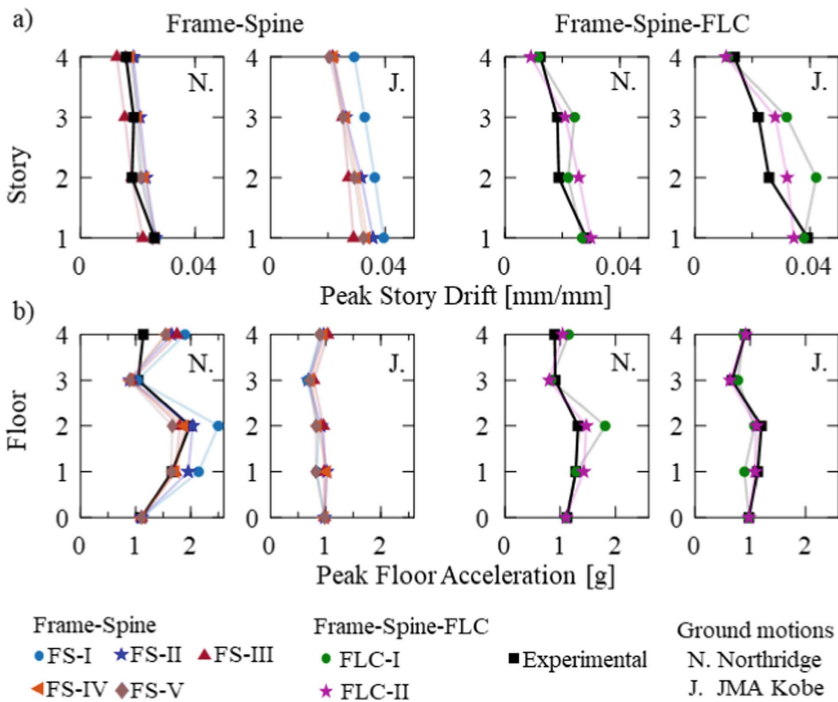 a)
Frame-Spine
Frame-Spine-FLC
4
3
2
1
Story
N.
J.
N.
J.
0
0.04
0
0.04
0
0.04
0
0.04
Peak Story Drift [mm/mm]
b)
4
3
2
1
0
Floor
N.
J.
N.
J.
0
1
2
0
1
2
0
1
2
0
1
2
Peak Floor Acceleration [g]
Frame-Spine
FS-I
FS-II
FS-III
FS-IV
FS-V
Frame-Spine-FLC
FLC-I
FLC-II
Experimental
Ground motions
N. Northridge
J. JMA Kobe